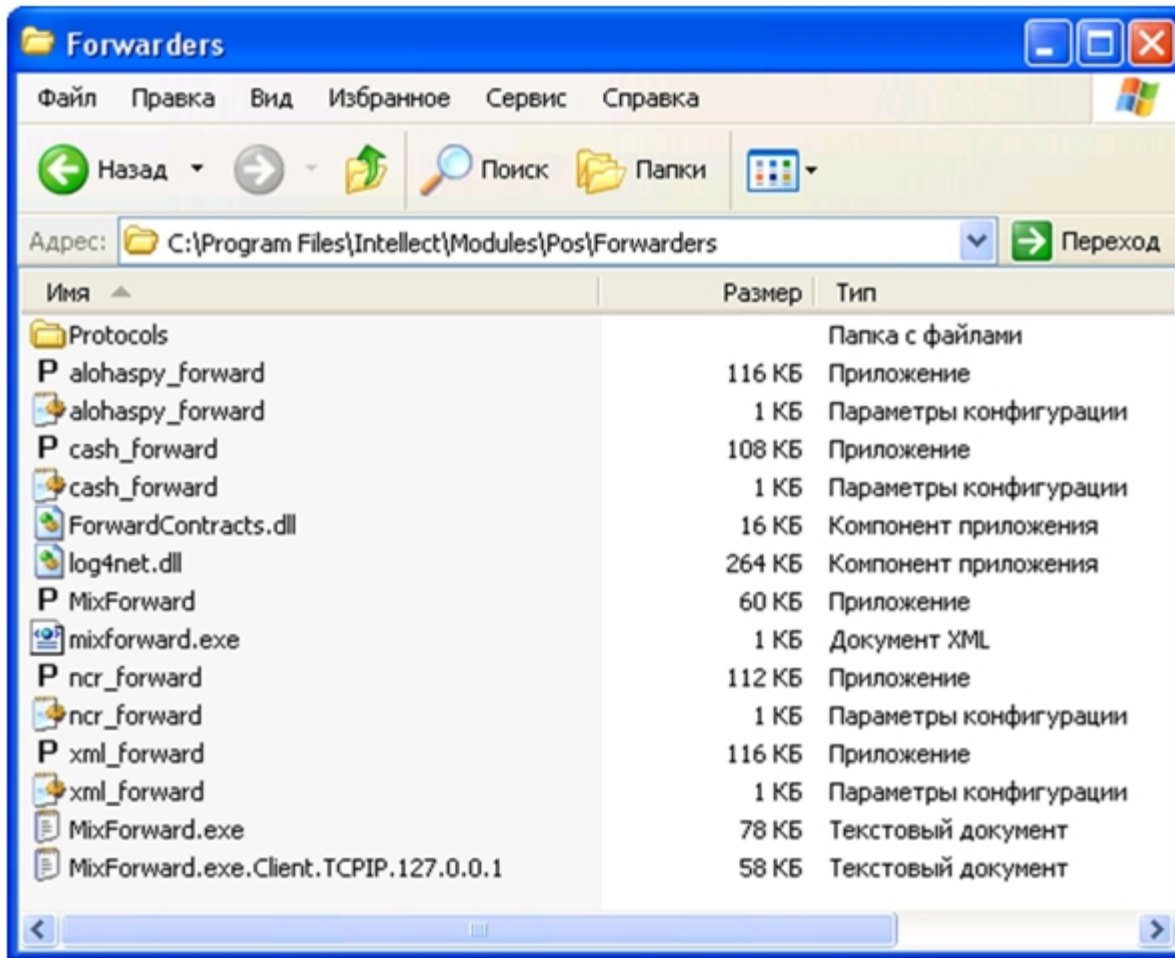 Forwarders
Файл Правка Вид Избранное Сервис Справка
Назад Поиск Папки
Адрес: C:\Program Files\Intellect\Modules\Pos\Forwarders Переход
Имя Размер Тип
Protocols Папка с файлами
P alohaspy_forward 116 КБ Приложение
alohaspy_forward 1 КБ Параметры конфигурации
P cash_forward 108 КБ Приложение
cash_forward 1 КБ Параметры конфигурации
ForwardContracts.dll 16 КБ Компонент приложения
log4net.dll 264 КБ Компонент приложения
P MixForward 60 КБ Приложение
mixforward.exe 1 КБ Документ XML
P ncr_forward 112 КБ Приложение
ncr_forward 1 КБ Параметры конфигурации
P xml_forward 116 КБ Приложение
xml_forward 1 КБ Параметры конфигурации
MixForward.exe 78 КБ Текстовый документ
MixForward.exe.Client.TCPIP.127.0.0.1 58 КБ Текстовый документ